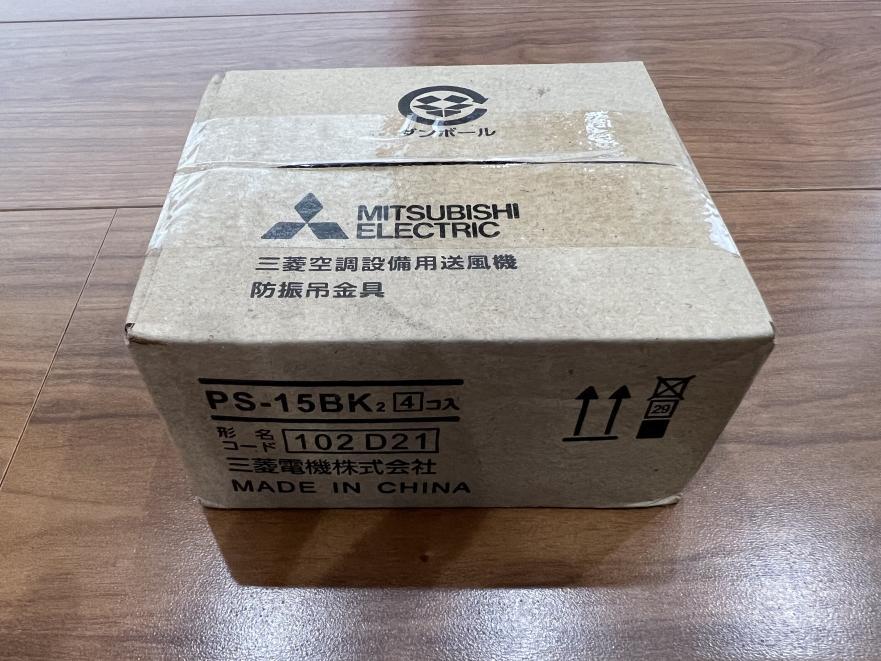 ダンボール
MITSUBISHI
ELECTRIC
三菱空調設備用送風機
防振吊金具
PS-15BK₂ 4コ入
形名コード 102 D21
三菱電機株式会社
MADE IN CHINA
29